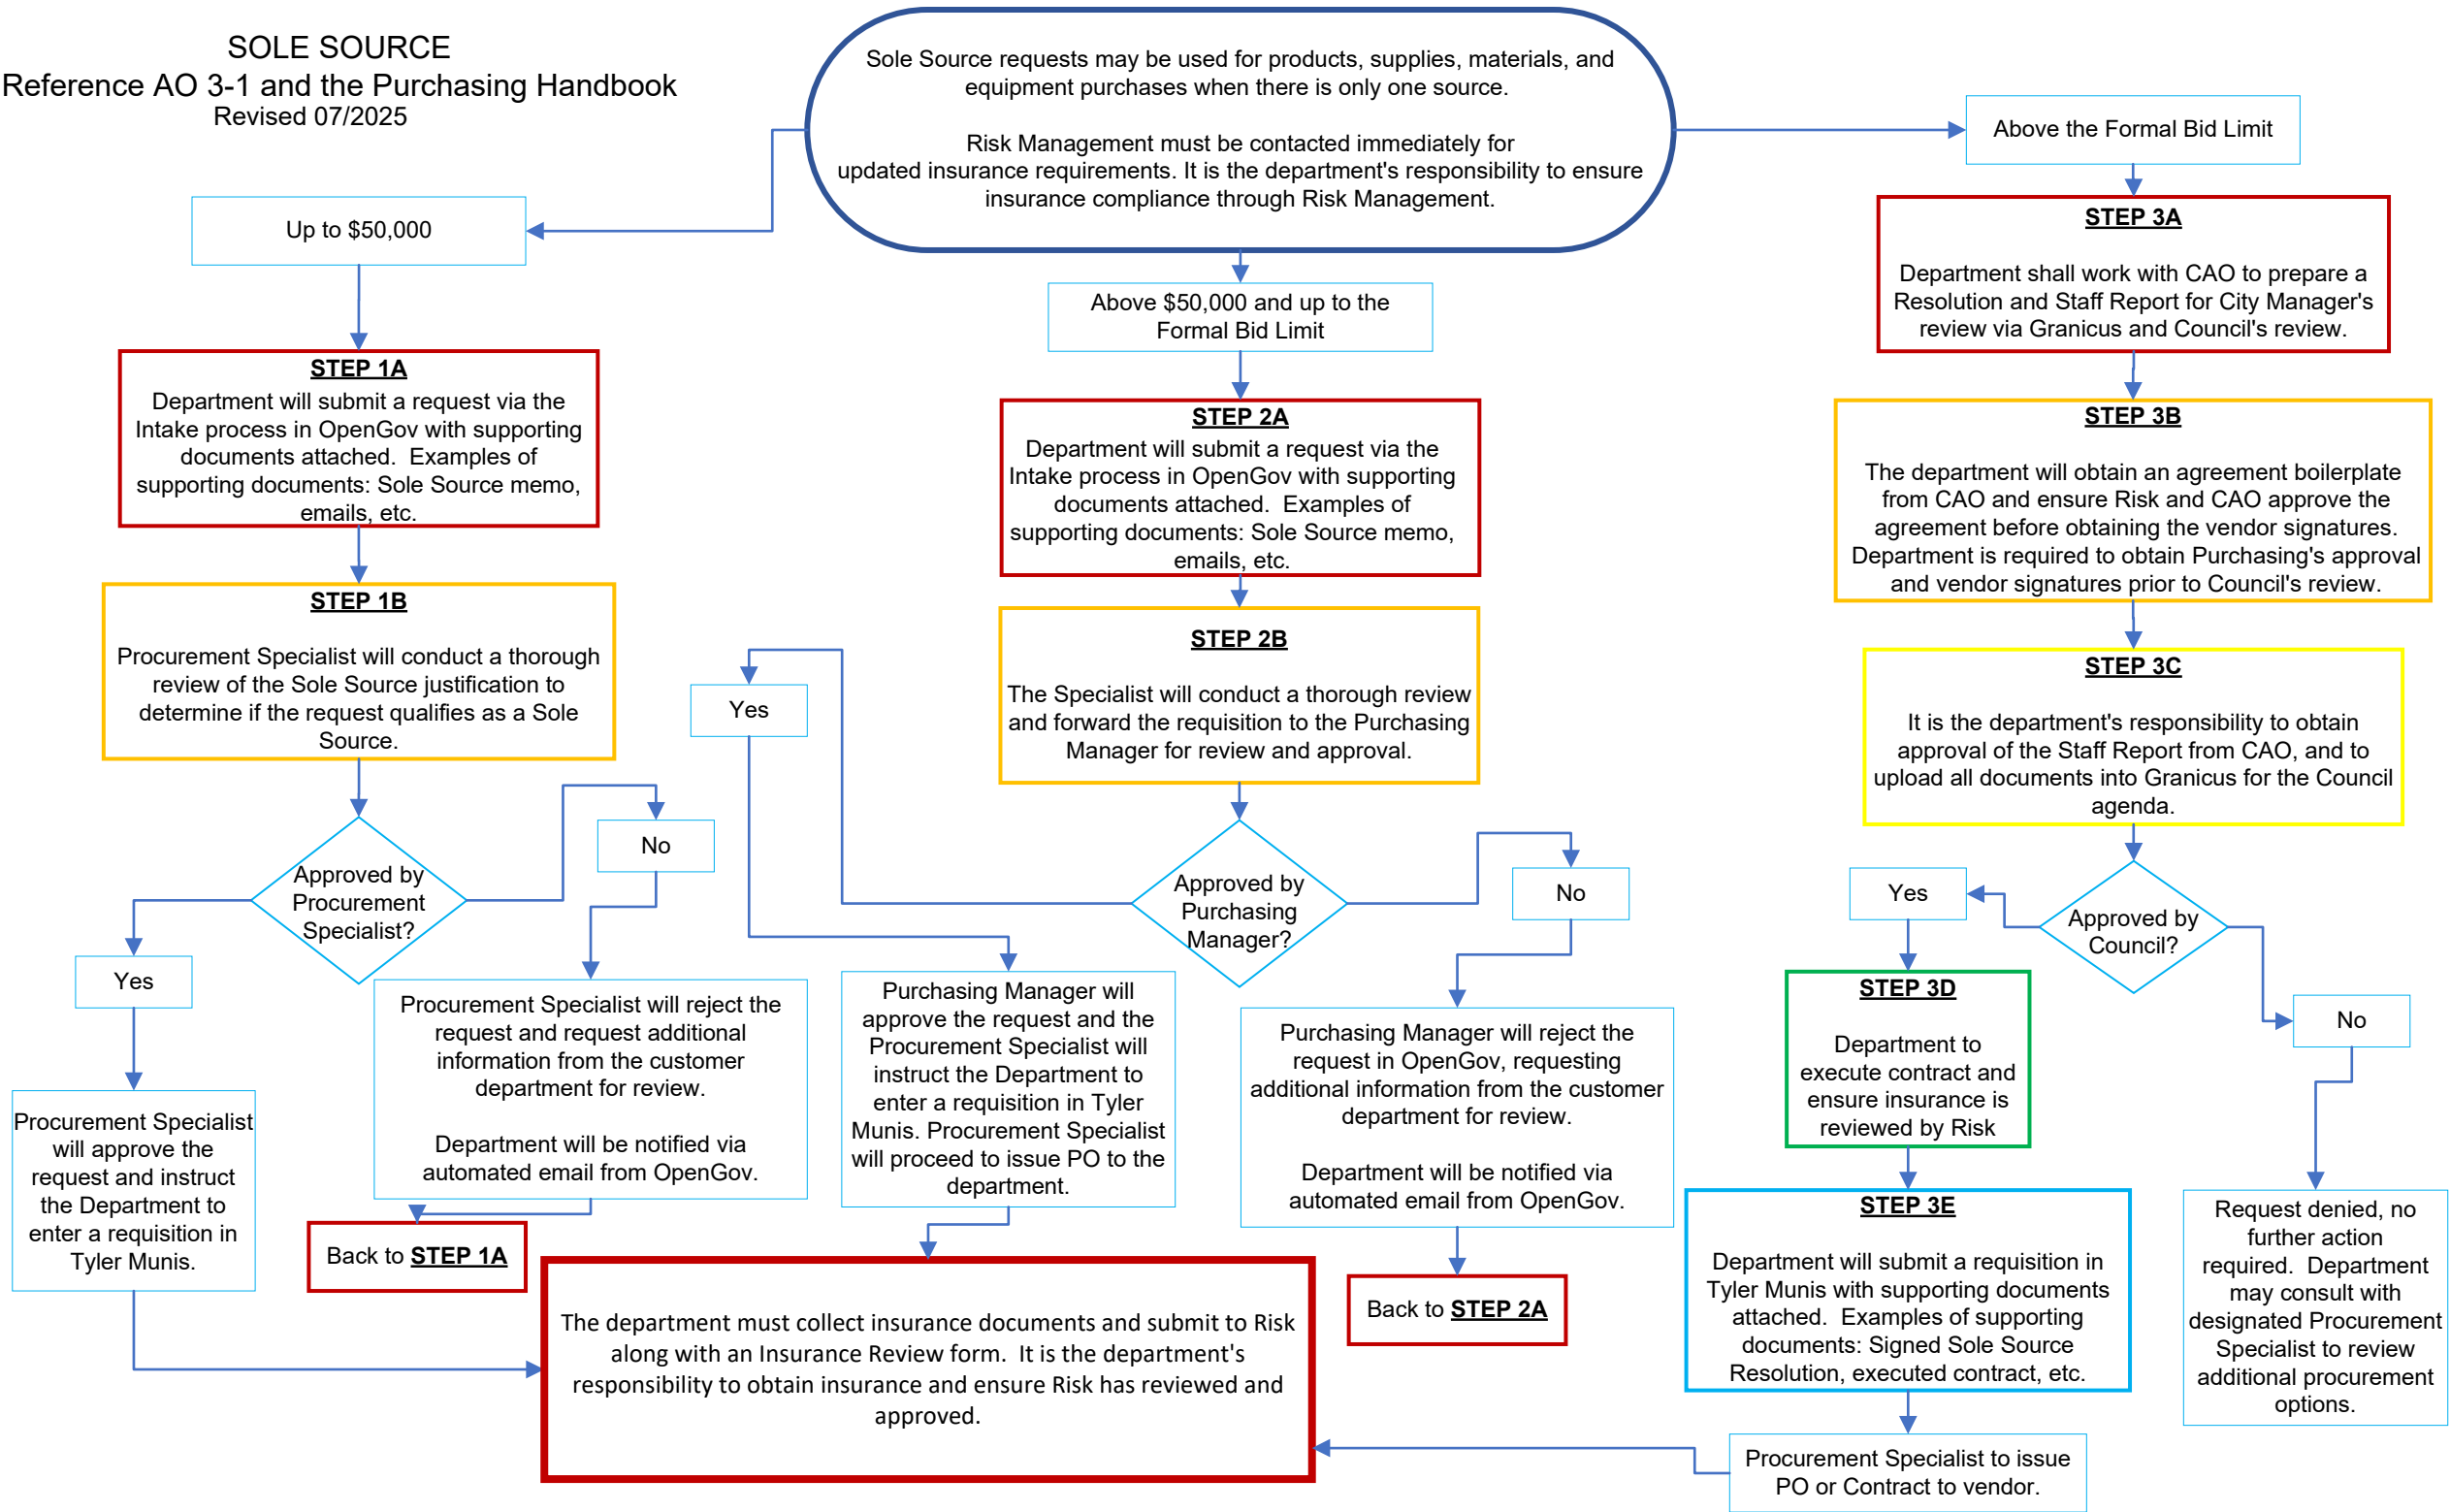 SOLE SOURCE
Reference AO 3-1 and the Purchasing Handbook
Revised 07/2025
Sole Source requests may be used for products, supplies, materials, and
equipment purchases when there is only one source.
Risk Management must be contacted immediately for
updated insurance requirements. It is the department's responsibility to ensure
insurance compliance through Risk Management.
Up to $50,000
STEP 1A
Department will submit a request via the
Intake process in OpenGov with supporting
documents attached.  Examples of
supporting documents: Sole Source memo,
emails, etc.
STEP 1B
Procurement Specialist will conduct a thorough
review of the Sole Source justification to
determine if the request qualifies as a Sole
Source.
Approved by
Procurement
Specialist?
No
Yes
Procurement Specialist
will approve the
request and instruct
the Department to
enter a requisition in
Tyler Munis.
Procurement Specialist will reject the
request and request additional
information from the customer
department for review.
Department will be notified via
automated email from OpenGov.
Back to STEP 1A
Above $50,000 and up to the
Formal Bid Limit
STEP 2A
Department will submit a request via the
Intake process in OpenGov with supporting
documents attached.  Examples of
supporting documents: Sole Source memo,
emails, etc.
STEP 2B
The Specialist will conduct a thorough review
and forward the requisition to the Purchasing
Manager for review and approval.
Yes
Approved by
Purchasing
Manager?
No
Purchasing Manager will
approve the request and the
Procurement Specialist will
instruct the Department to
enter a requisition in Tyler
Munis. Procurement Specialist
will proceed to issue PO to the
department.
Purchasing Manager will reject the
request in OpenGov, requesting
additional information from the customer
department for review.
Department will be notified via
automated email from OpenGov.
Back to STEP 2A
The department must collect insurance documents and submit to Risk
along with an Insurance Review form.  It is the department's
responsibility to obtain insurance and ensure Risk has reviewed and
approved.
Above the Formal Bid Limit
STEP 3A
Department shall work with CAO to prepare a
Resolution and Staff Report for City Manager's
review via Granicus and Council's review.
STEP 3B
The department will obtain an agreement boilerplate
from CAO and ensure Risk and CAO approve the
agreement before obtaining the vendor signatures.
Department is required to obtain Purchasing's approval
and vendor signatures prior to Council's review.
STEP 3C
It is the department's responsibility to obtain
approval of the Staff Report from CAO, and to
upload all documents into Granicus for the Council
agenda.
Yes
Approved by
Council?
No
STEP 3D
Department to
execute contract and
ensure insurance is
reviewed by Risk
STEP 3E
Department will submit a requisition in
Tyler Munis with supporting documents
attached.  Examples of supporting
documents: Signed Sole Source
Resolution, executed contract, etc.
Request denied, no
further action
required.  Department
may consult with
designated Procurement
Specialist to review
additional procurement
options.
Procurement Specialist to issue
PO or Contract to vendor.